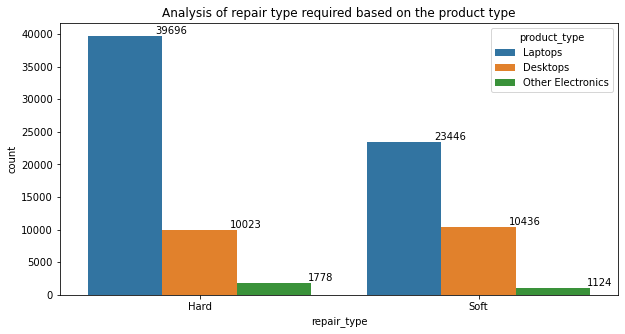 Analysis of repair type required based on the product type
39696
10023
1778
23446
10436
1124
product_type
Laptops
Desktops
Other Electronics
count
40000
35000
30000
25000
20000
15000
10000
5000
0
Hard
Soft
repair_type